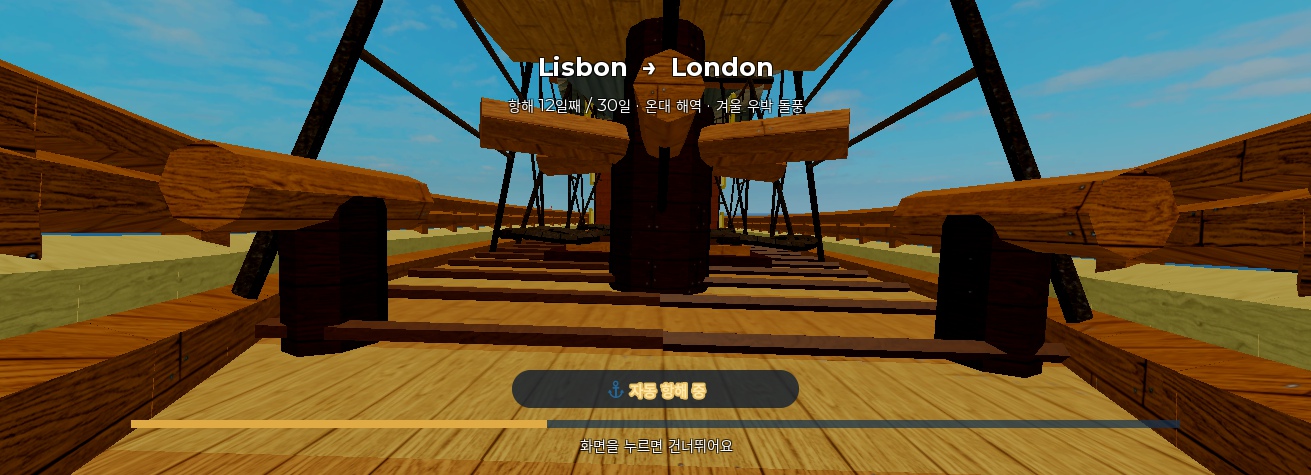 Lisbon → London
항해 12일째 / 30일 · 온대 해역 · 겨울 우박 돌풍
⚓ 자동 항해 중
화면을 누르면 건너뛰어요